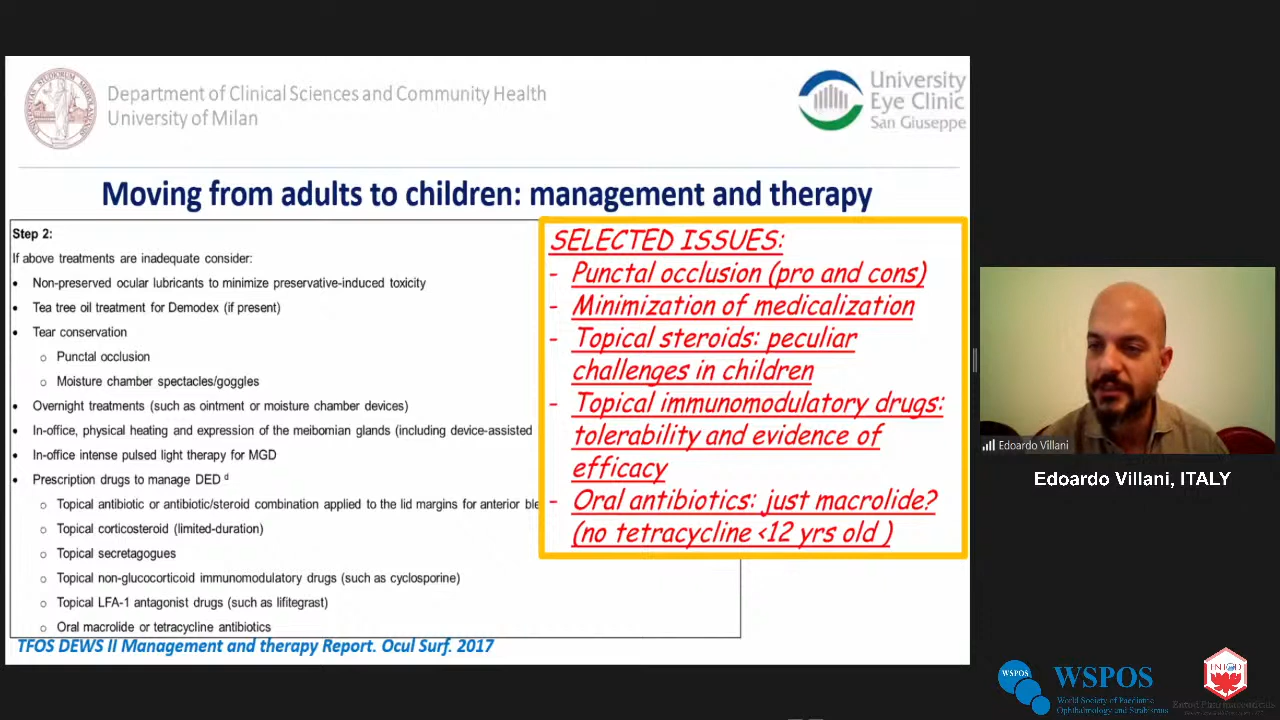 Department of Clinical Sciences and Community Health
University of Milan
University
Eye Clinic
San Giuseppe
Moving from adults to children: management and therapy
Step 2:
If above treatments are inadequate consider:
• Non-preserved ocular lubricants to minimize preservative-induced toxicity
• Tea tree oil treatment for Demodex (if present)
• Tear conservation
o Punctal occlusion
o Moisture chamber spectacles/goggles
• Overnight treatments (such as ointment or moisture chamber devices)
• In-office, physical heating and expression of the meibomian glands (including device-assisted
• In-office intense pulsed light therapy for MGD
• Prescription drugs to manage DED d
o Topical antibiotic or antibiotic/steroid combination applied to the lid margins for anterior ble
o Topical corticosteroid (limited-duration)
o Topical secretagogues
o Topical non-glucocorticoid immunomodulatory drugs (such as cyclosporine)
o Topical LFA-1 antagonist drugs (such as lifitegrast)
o Oral macrolide or tetracycline antibiotics
TFOS DEWS II Management and therapy Report. Ocul Surf. 2017
SELECTED ISSUES:
- Punctal occlusion (pro and cons)
- Minimization of medicalization
- Topical steroids: peculiar
challenges in children
- Topical immunomodulatory drugs:
tolerability and evidence of
efficacy
- Oral antibiotics: just macrolide?
(no tetracycline <12 yrs old )
Edoardo Villani
Edoardo Villani, ITALY
WSPOS
WSPOS
World Society of Paediatric
Ophthalmology and Strabismus
Entod Pharmaceuticals